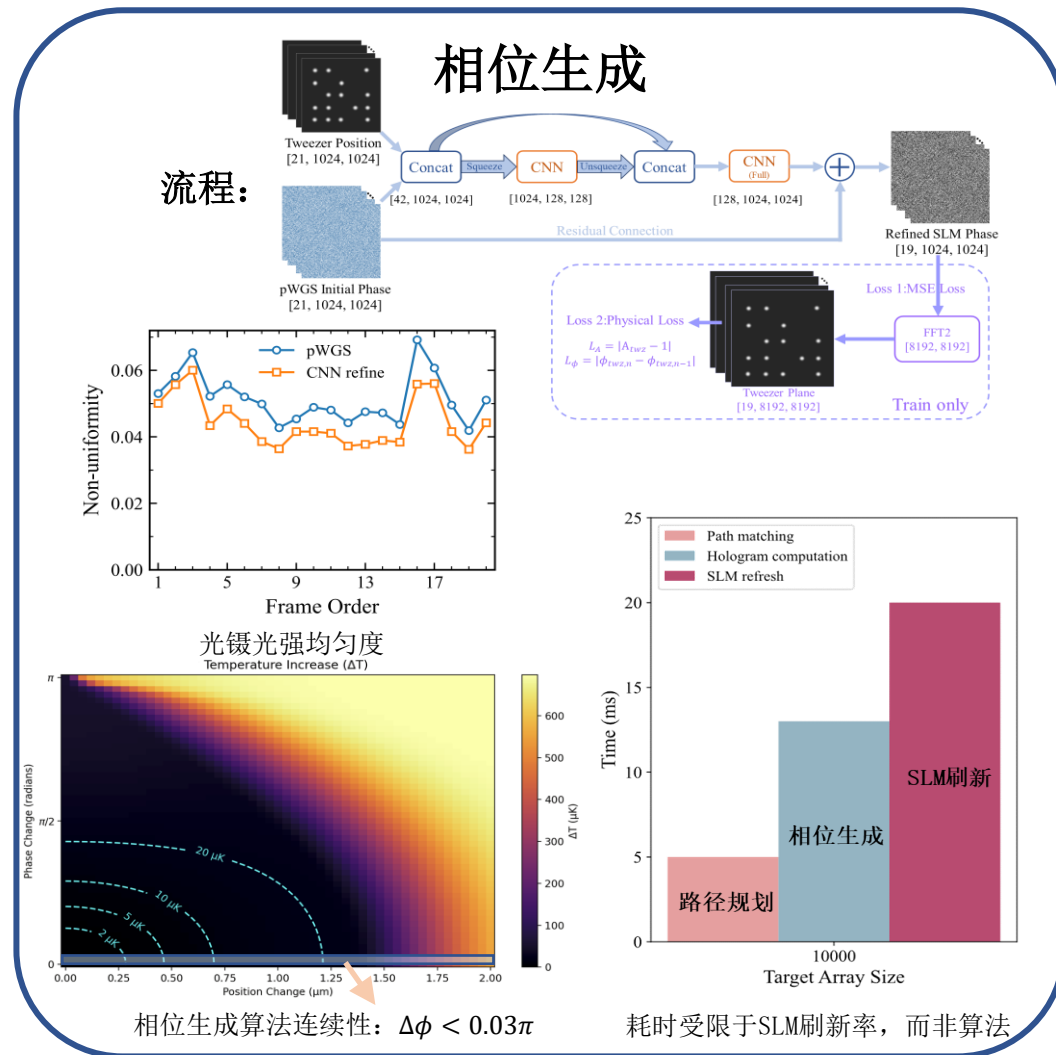 相位生成
流程：
Tweezer Position
[21, 1024, 1024]
pWGS Initial Phase
[21, 1024, 1024]
Concat
Squeeze
CNN
Unsqueeze
Concat
CNN
(Full)
[42, 1024, 1024]
[1024, 128, 128]
[128, 1024, 1024]
Residual Connection
Refined SLM Phase
[19, 1024, 1024]
Loss 1:MSE Loss
FFT2
[8192, 8192]
Loss 2:Physical Loss
L_A = |A_{twz} − 1|
L_ϕ = |ϕ_{twz,n} − ϕ_{twz,n−1}|
Tweezer Plane
[19, 8192, 8192]
Train only
pWGS
CNN refine
Non-uniformity
0.06
0.04
0.02
0.00
1
5
9
13
17
Frame Order
光镊光强均匀度
Temperature Increase (ΔT)
Phase Change (radians)
π
π/2
0
20 μK
10 μK
5 μK
2 μK
0.00
0.25
0.50
0.75
1.00
1.25
1.50
1.75
2.00
Position Change (μm)
600
500
400
300
200
100
0
ΔT (μK)
相位生成算法连续性：Δϕ < 0.03π
Path matching
Hologram computation
SLM refresh
Time (ms)
25
20
15
10
5
0
路径规划
相位生成
SLM刷新
10000
Target Array Size
耗时受限于SLM刷新率，而非算法